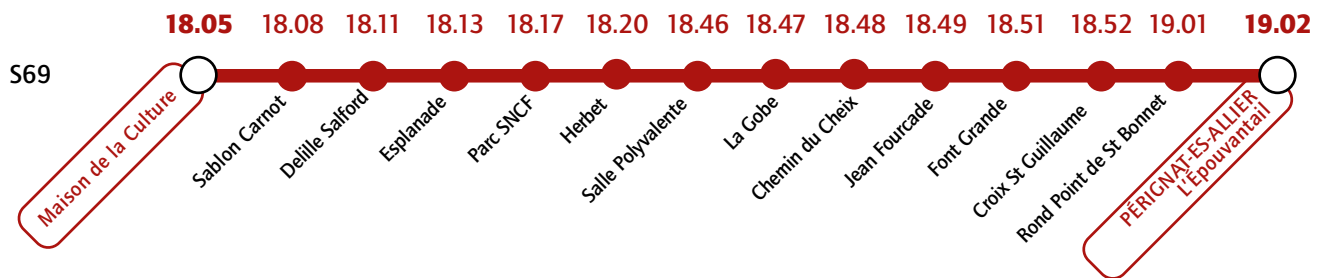 18.05 18.08 18.11 18.13 18.17 18.20 18.46 18.47 18.48 18.49 18.51 18.52 19.01 19.02
S69
Maison de la Culture
Sablon Carnot
Delille Salford
Esplanade
Parc SNCF
Herbet
Salle Polyvalente
La Gobe
Chemin du Cheix
Jean Fourcade
Font Grande
Croix St Guillaume
Rond Point de St Bonnet
PÉRIGNAT-ES-ALLIER
L'Épouvantail